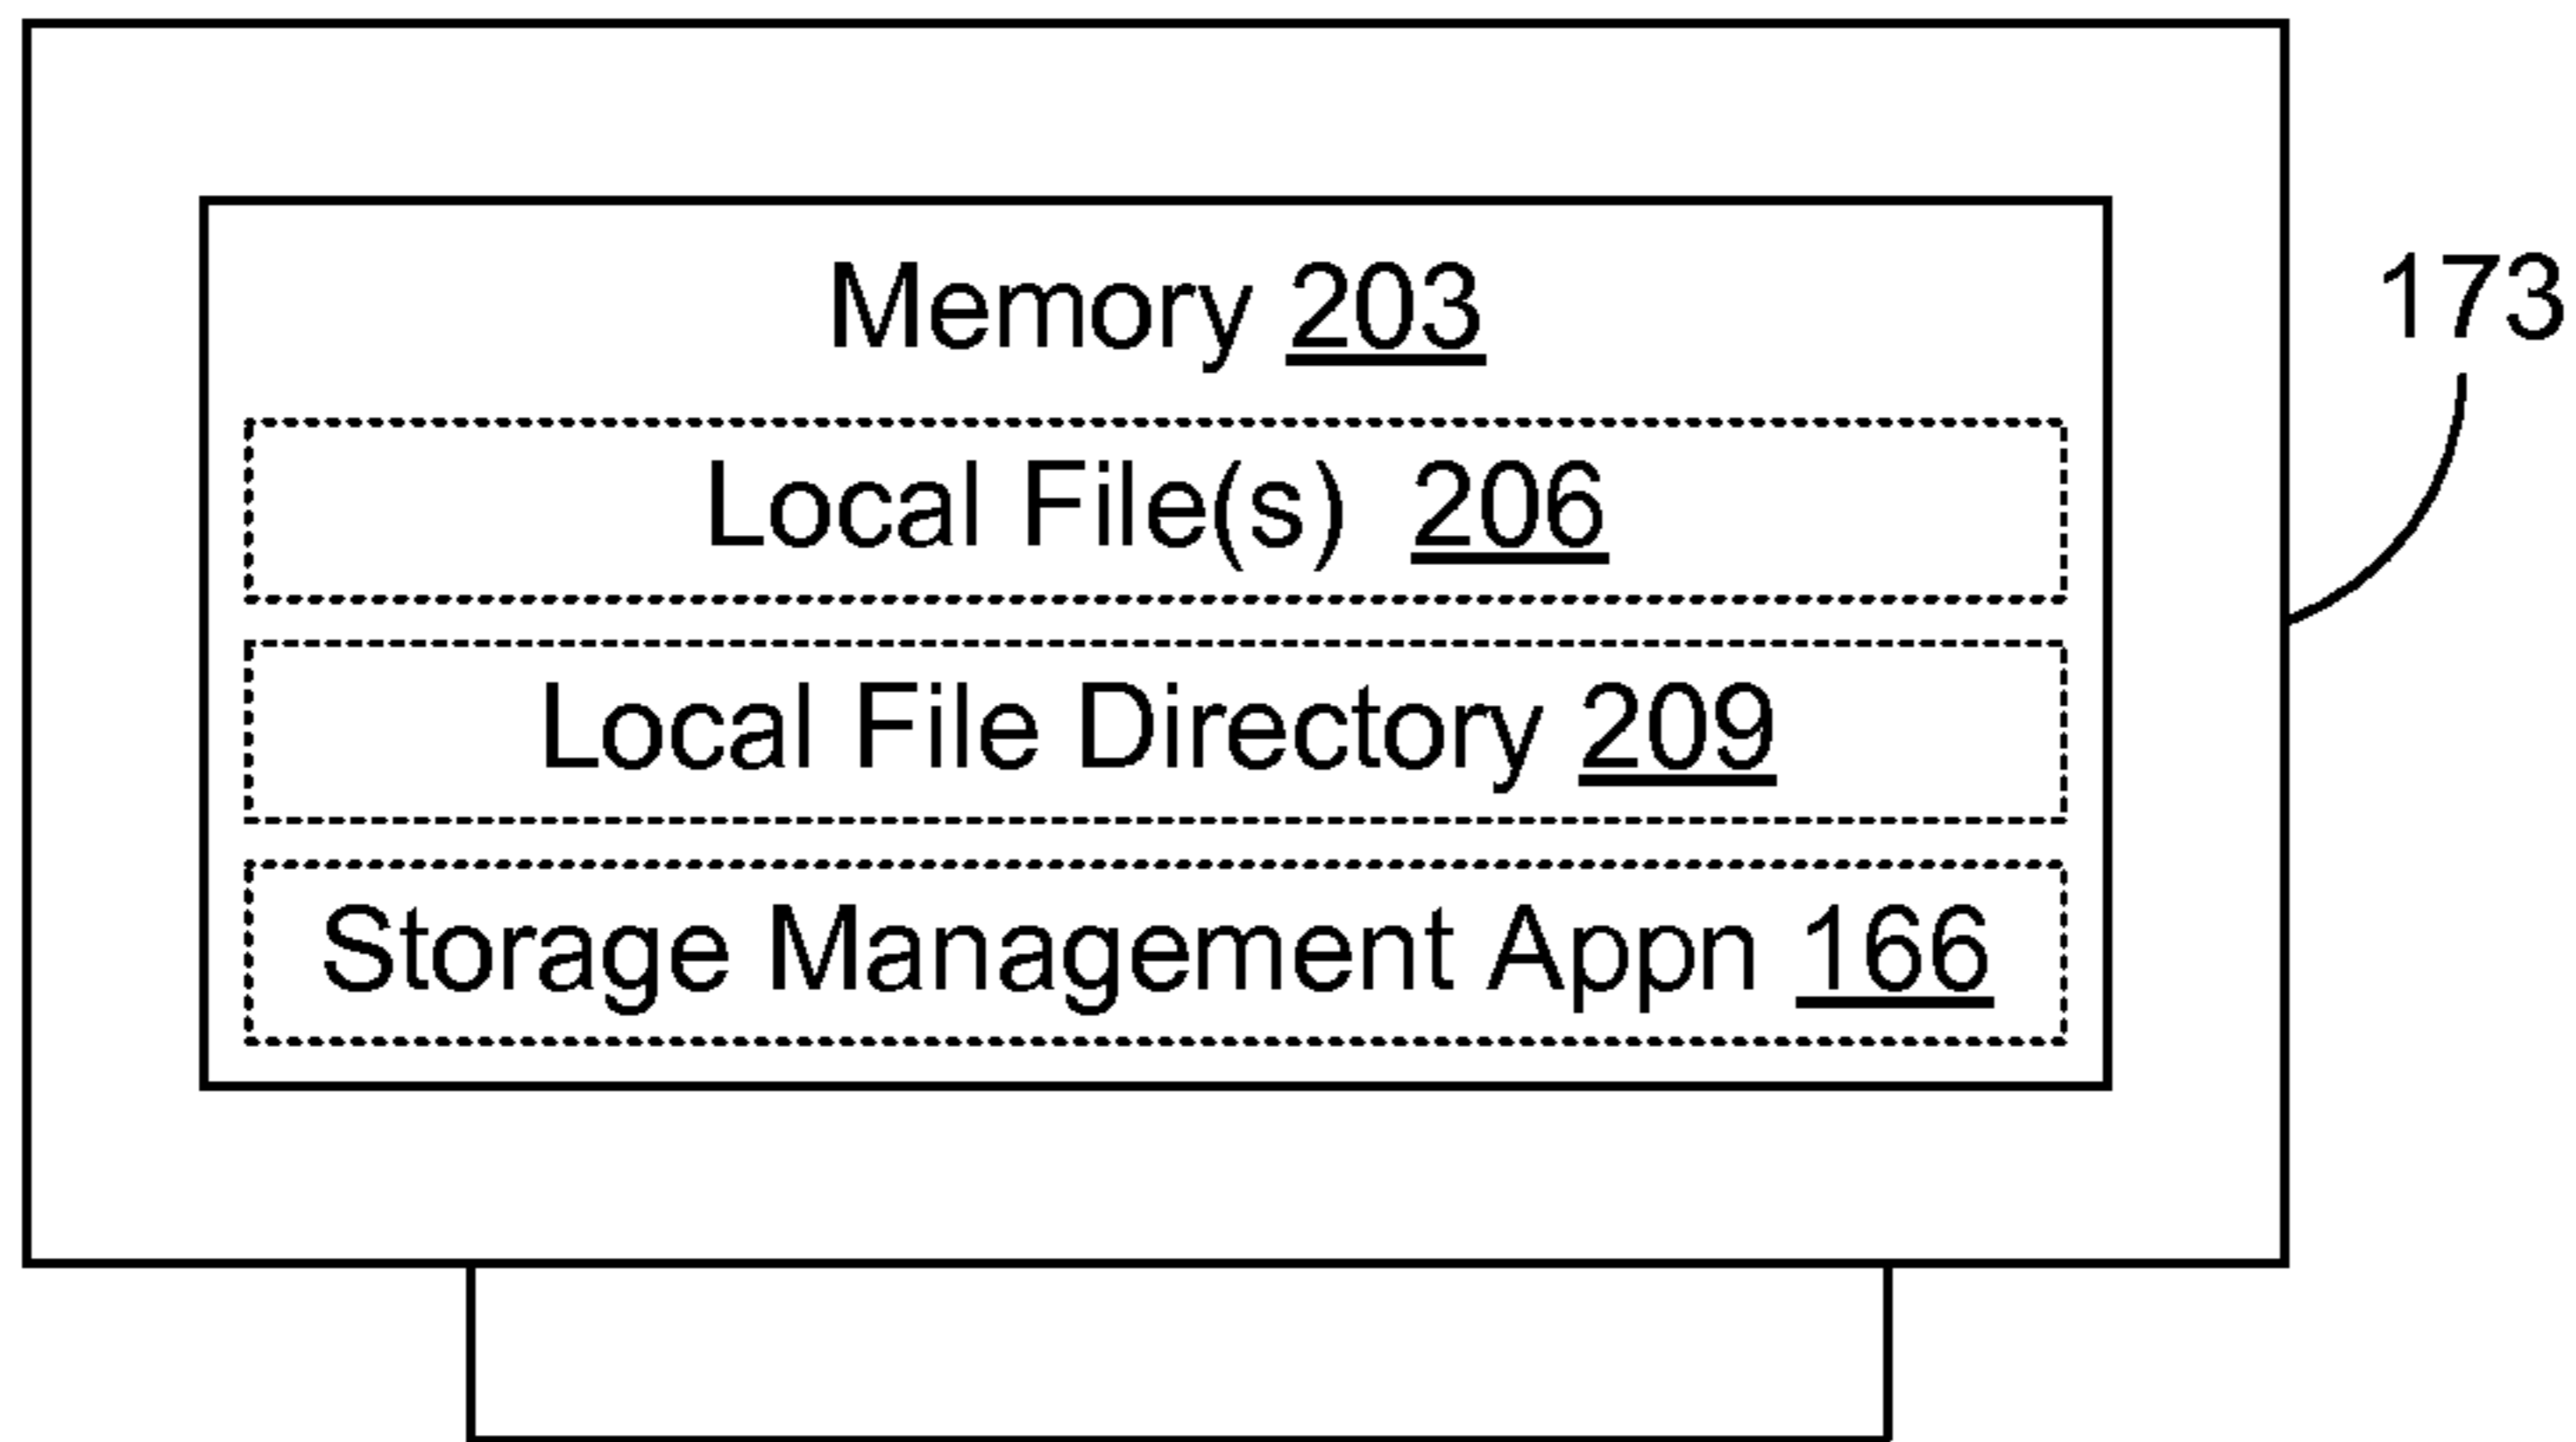 Memory 203
173
Local File(s) 206
Local File Directory 209
Storage Management Appn 166